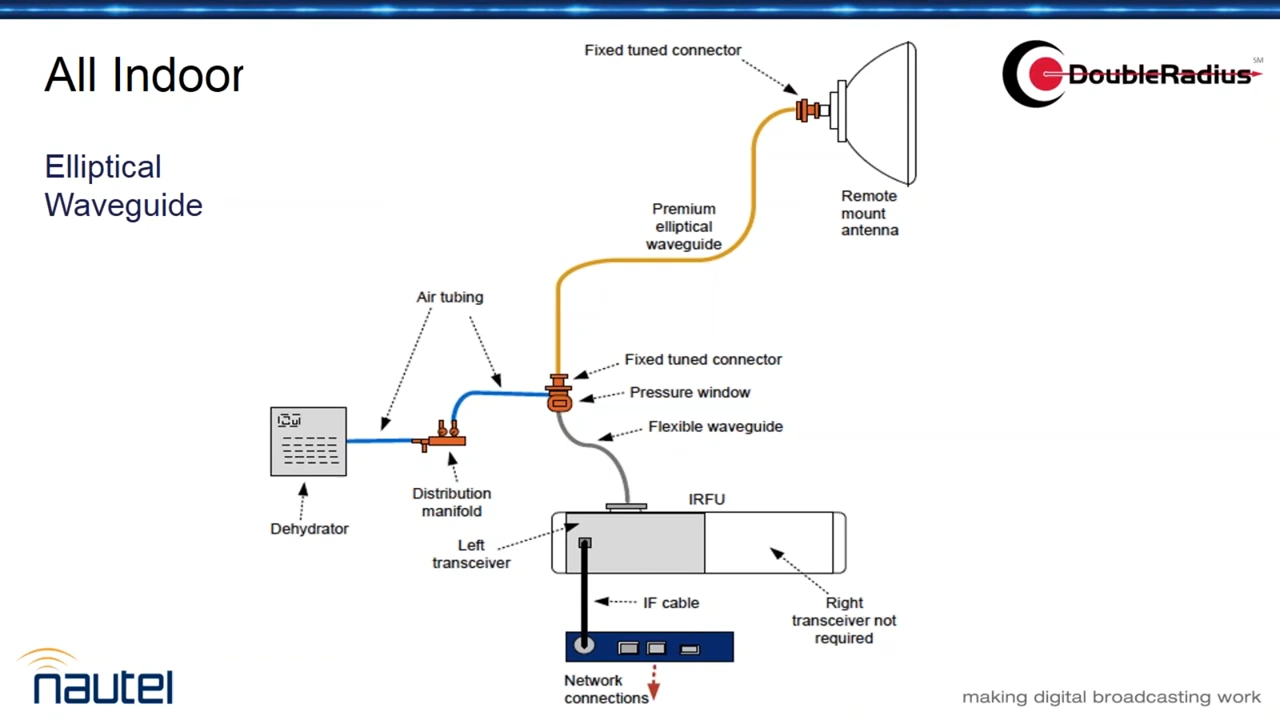 All Indoor
Elliptical
Waveguide
Fixed tuned connector
DoubleRadius
SM
Remote
mount
antenna
Premium
elliptical
waveguide
Air tubing
Fixed tuned connector
Pressure window
Flexible waveguide
Distribution
manifold
Dehydrator
IRFU
Left
transceiver
IF cable
Right
transceiver not
required
Network
connections
nautel
making digital broadcasting work